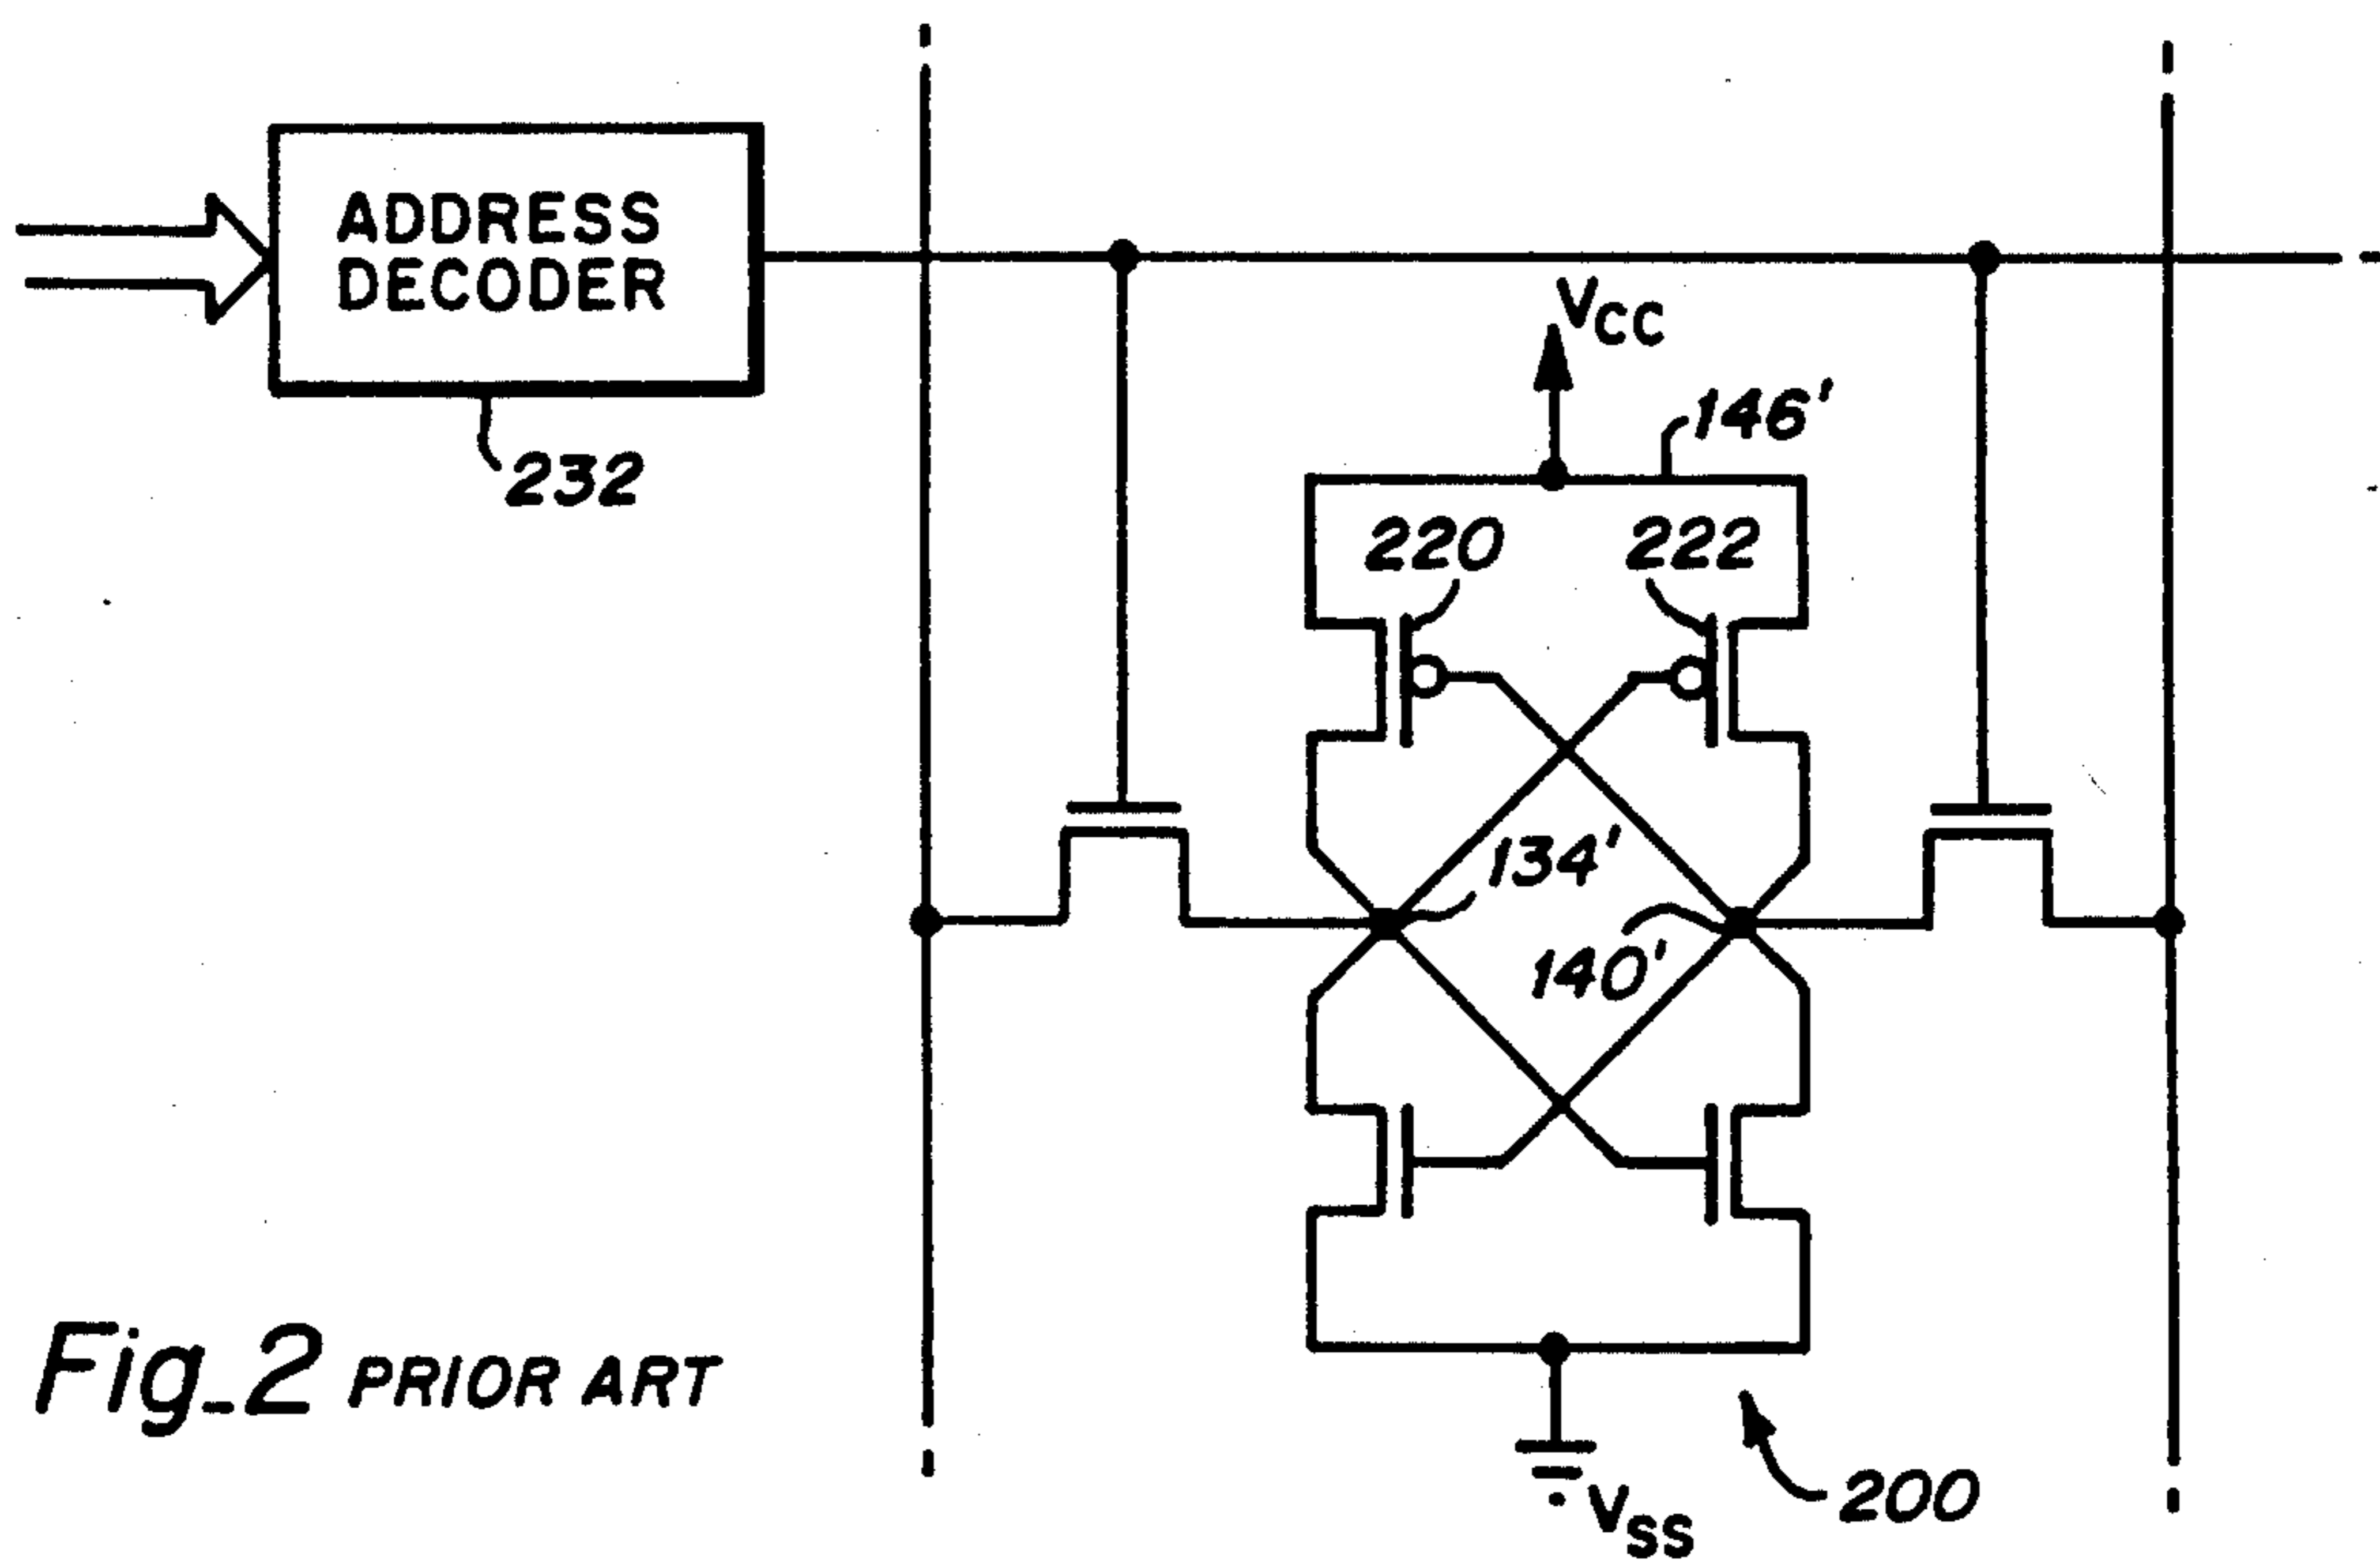 ADDRESS
DECODER
232
VCC
146'
220
222
134'
140'
Fig_2 PRIOR ART
VSS
200